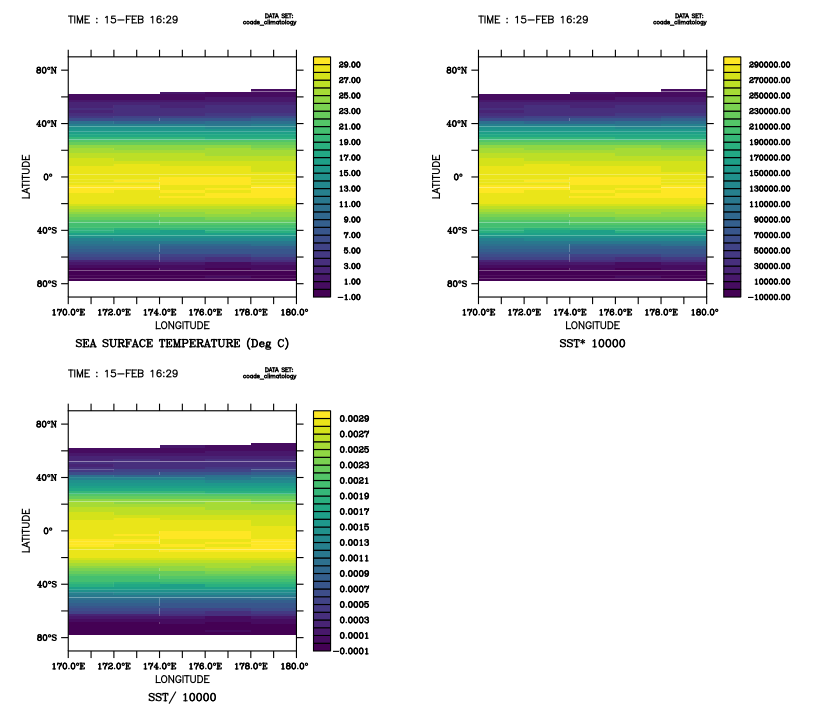 TIME : 15-FEB 16:29
DATA SET:
coads_climatology
80°N
40°N
0°
40°S
80°S
LATITUDE
170.0°E 172.0°E 174.0°E 176.0°E 178.0°E 180.0°
LONGITUDE
SEA SURFACE TEMPERATURE (Deg C)
29.00
27.00
25.00
23.00
21.00
19.00
17.00
15.00
13.00
11.00
9.00
7.00
5.00
3.00
1.00
-1.00
TIME : 15-FEB 16:29
DATA SET:
coads_climatology
80°N
40°N
0°
40°S
80°S
LATITUDE
170.0°E 172.0°E 174.0°E 176.0°E 178.0°E 180.0°
LONGITUDE
SST* 10000
290000.00
270000.00
250000.00
230000.00
210000.00
190000.00
170000.00
150000.00
130000.00
110000.00
90000.00
70000.00
50000.00
30000.00
10000.00
-10000.00
TIME : 15-FEB 16:29
DATA SET:
coads_climatology
80°N
40°N
0°
40°S
80°S
LATITUDE
170.0°E 172.0°E 174.0°E 176.0°E 178.0°E 180.0°
LONGITUDE
SST/ 10000
0.0029
0.0027
0.0025
0.0023
0.0021
0.0019
0.0017
0.0015
0.0013
0.0011
0.0009
0.0007
0.0005
0.0003
0.0001
-0.0001